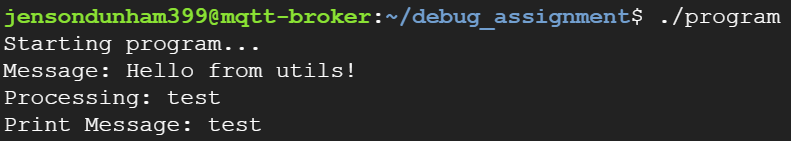 jensondunham399@mqtt-broker:~/debug_assignment$ ./program
Starting program...
Message: Hello from utils!
Processing: test
Print Message: test